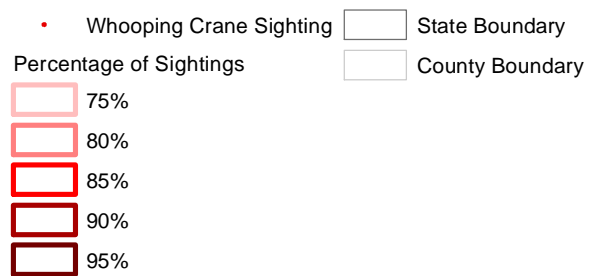 Whooping Crane Sighting
State Boundary
Percentage of Sightings
County Boundary
75%
80%
85%
90%
95%